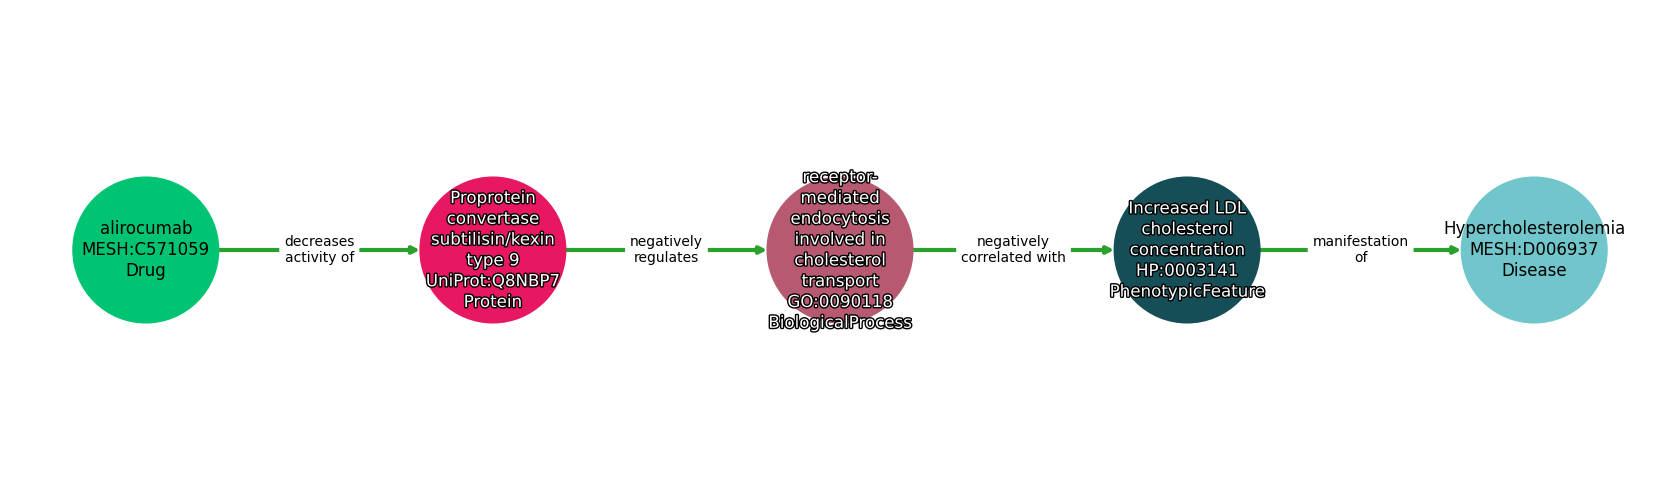 alirocumab
MESH:C571059
Drug
decreases
activity of
Proprotein
convertase
subtilisin/kexin
type 9
UniProt:Q8NBP7
Protein
negatively
regulates
receptor-
mediated
endocytosis
involved in
cholesterol
transport
GO:0090118
BiologicalProcess
negatively
correlated with
Increased LDL
cholesterol
concentration
HP:0003141
PhenotypicFeature
manifestation
of
Hypercholesterolemia
MESH:D006937
Disease